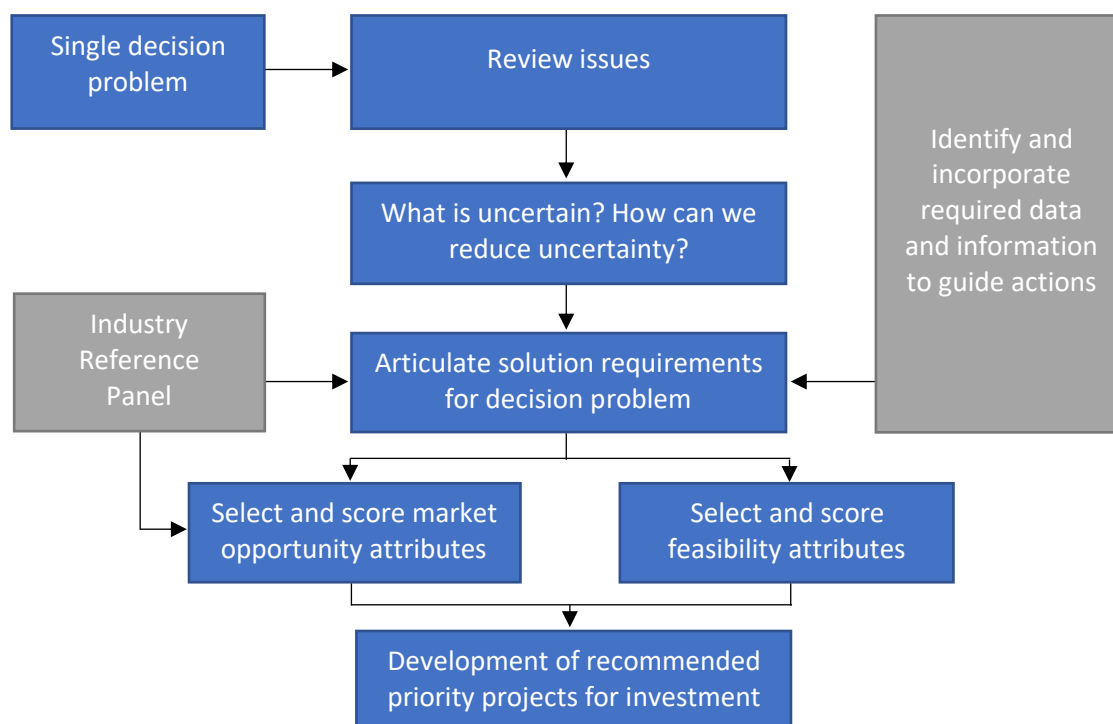 Single decision
problem
Review issues
Identify and
incorporate
required data
and information
to guide actions
What is uncertain? How can we
reduce uncertainty?
Industry
Reference
Panel
Articulate solution requirements
for decision problem
Select and score market
opportunity attributes
Select and score
feasibility attributes
Development of recommended
priority projects for investment